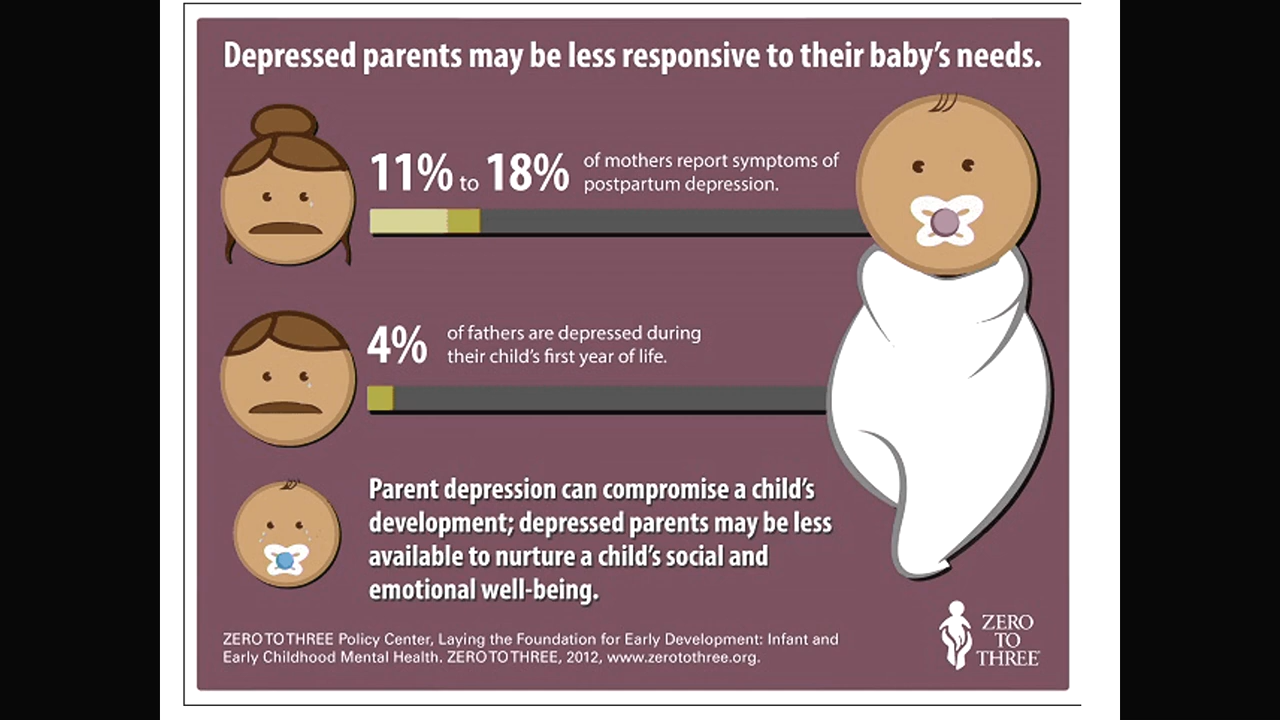 Depressed parents may be less responsive to their baby's needs.
11% to 18% of mothers report symptoms of
postpartum depression.
4% of fathers are depressed during
their child's first year of life.
Parent depression can compromise a child's
development; depressed parents may be less
available to nurture a child's social and
emotional well-being.
ZERO TO THREE Policy Center, Laying the Foundation for Early Development: Infant and
Early Childhood Mental Health. ZERO TO THREE, 2012, www.zerotothree.org.
ZERO
TO
THREE